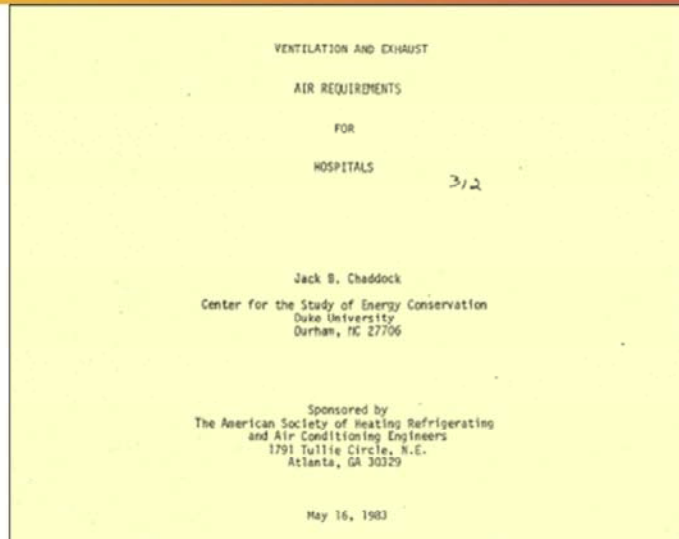 VENTILATION AND EXHAUST
AIR REQUIREMENTS
FOR
HOSPITALS
312
Jack B. Chaddock
Center for the Study of Energy Conservation
Duke University
Durham, NC 27706
Sponsored by
The American Society of Heating Refrigerating
and Air Conditioning Engineers
1791 Tullie Circle, N.E.
Atlanta, GA 30329
May 16, 1983